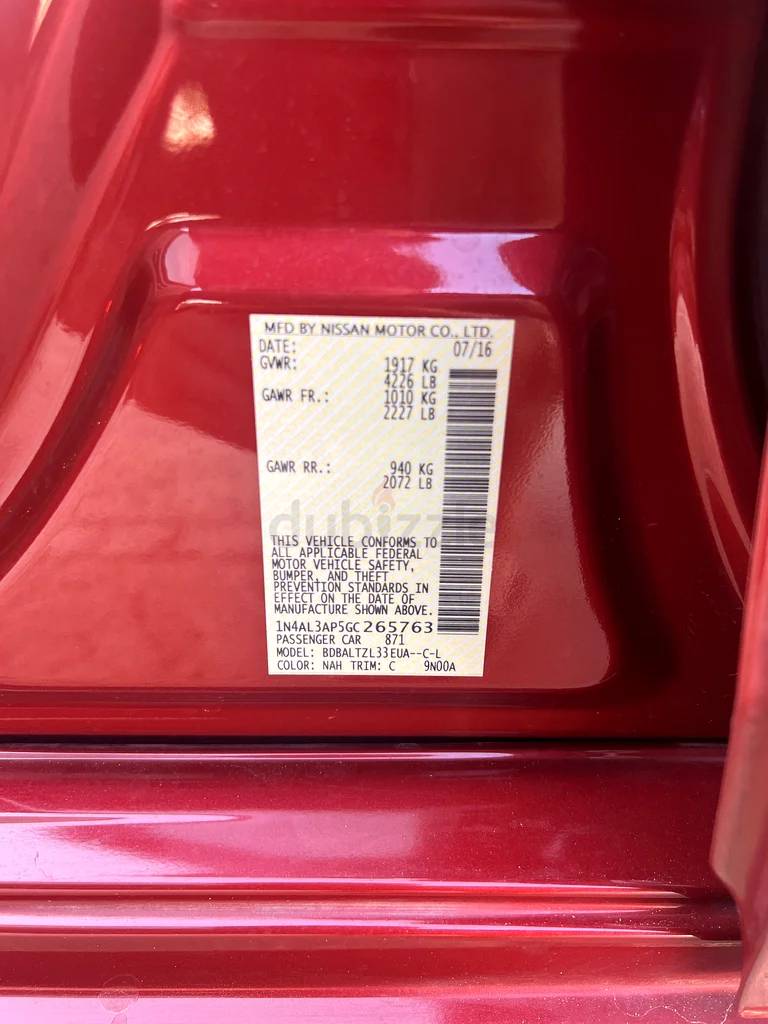 MFD BY NISSAN MOTOR CO., LTD.
DATE: 07/16
GVWR: 1917 KG
4226 LB
GAWR FR.: 1010 KG
2227 LB
GAWR RR.: 940 KG
2072 LB
dubizzle
THIS VEHICLE CONFORMS TO
ALL APPLICABLE FEDERAL
MOTOR VEHICLE SAFETY,
BUMPER, AND THEFT
PREVENTION STANDARDS IN
EFFECT ON THE DATE OF
MANUFACTURE SHOWN ABOVE.
1N4AL3AP5GC265763
PASSENGER CAR 871
MODEL: BDBALTZL33EUA--C-L
COLOR: NAH TRIM: C 9N00A